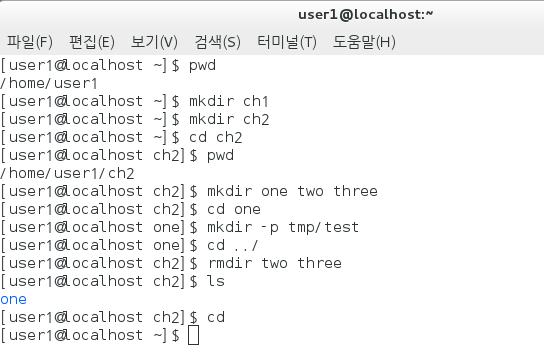 user1@localhost:~
파일(F) 편집(E) 보기(V) 검색(S) 터미널(T) 도움말(H)
[user1@localhost ~]$ pwd
/home/user1
[user1@localhost ~]$ mkdir ch1
[user1@localhost ~]$ mkdir ch2
[user1@localhost ~]$ cd ch2
[user1@localhost ch2]$ pwd
/home/user1/ch2
[user1@localhost ch2]$ mkdir one two three
[user1@localhost ch2]$ cd one
[user1@localhost one]$ mkdir -p tmp/test
[user1@localhost one]$ cd ../
[user1@localhost ch2]$ rmdir two three
[user1@localhost ch2]$ ls
one
[user1@localhost ch2]$ cd
[user1@localhost ~]$